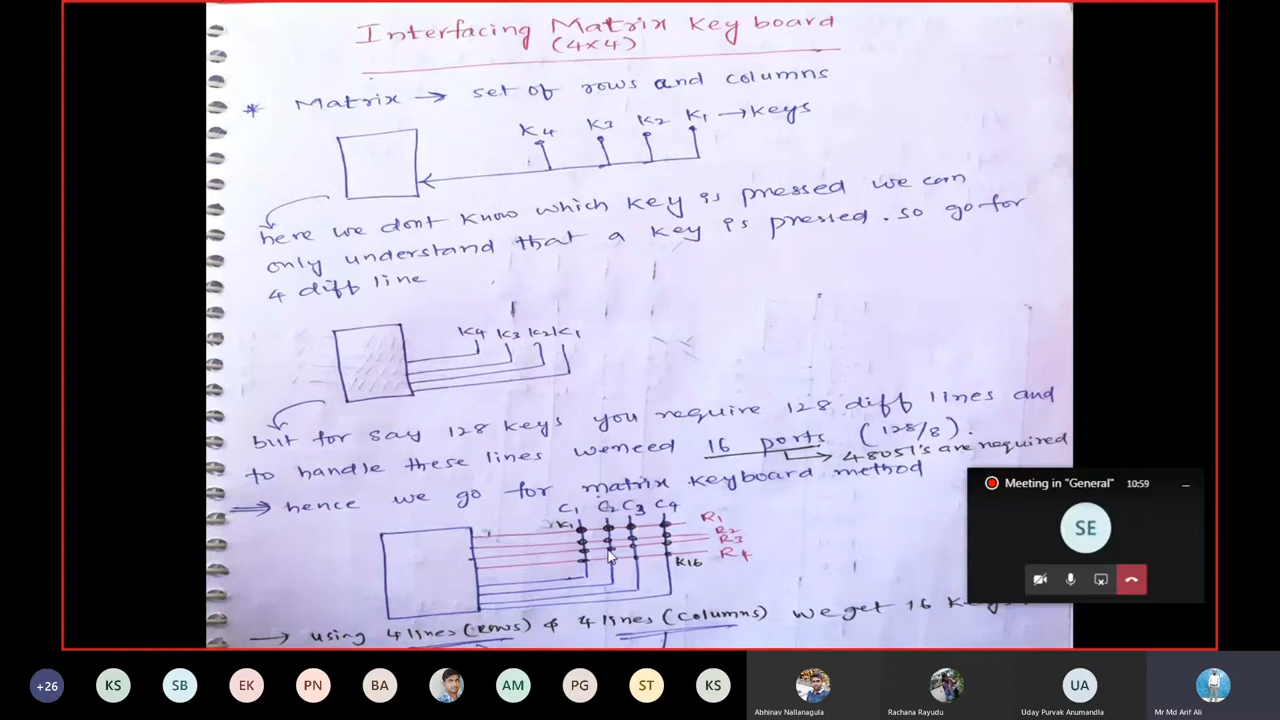 Interfacing Matrix Key board
(4x4)
* Matrix → set of rows and columns
K4 K3 K2 K1 → keys
here we dont know which key is pressed we can
only understand that a key is pressed. so go for
4 diff line
K4 K3 K2 K1
but for say 128 keys you require 128 diff lines and
to handle these lines weneed 16 ports (128/8).
→ 4 8051's are required
⇒ hence we go for matrix keyboard method
C1 C2 C3 C4
K1
R1
R2
R3
R4
K16
→ using 4 lines (rows) & 4 lines (columns) we get 16
Meeting in "General" 10:59
SE
+26 KS SB EK PN BA AM PG ST KS UA
Abhinav Nallanagula Rachana Rayudu Uday Purvak Anumandla Mr Md Arif Ali